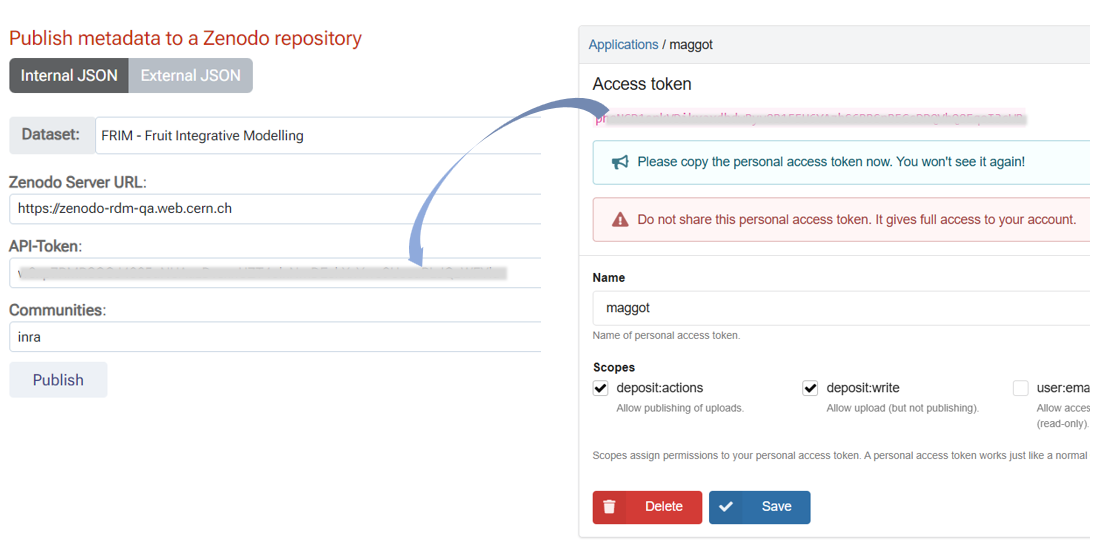 Publish metadata to a Zenodo repository
Internal JSON External JSON
Dataset: FRIM - Fruit Integrative Modelling
Zenodo Server URL:
https://zenodo-rdm-qa.web.cern.ch
API-Token:
Communities:
inra
Publish
Applications / maggot
Access token
Please copy the personal access token now. You won't see it again!
Do not share this personal access token. It gives full access to your account.
Name
maggot
Name of personal access token.
Scopes
deposit:actions deposit:write user:ema
Allow publishing of uploads. Allow upload (but not publishing). Allow acces
(read-only).
Scopes assign permissions to your personal access token. A personal access token works just like a normal
Delete Save